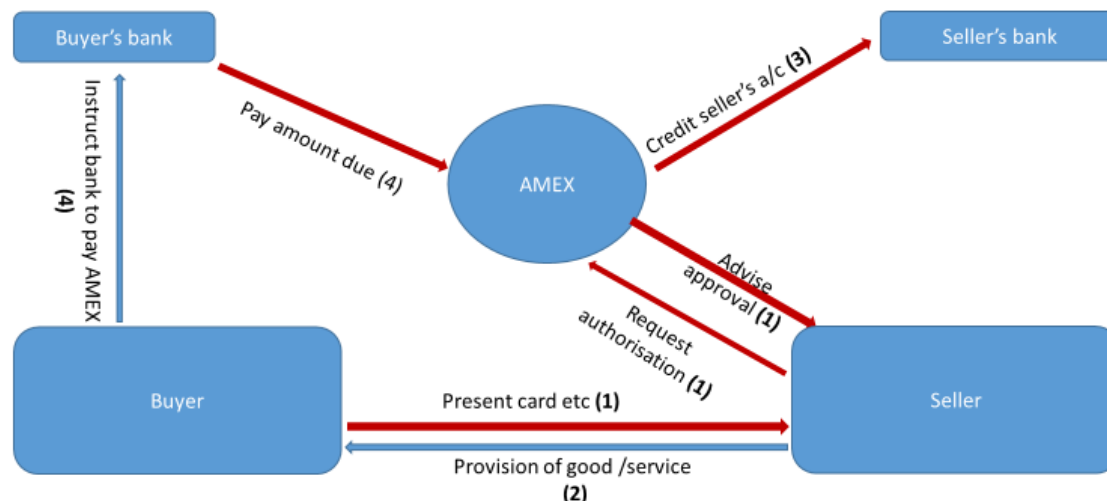 Buyer's bank
Seller's bank
Instruct bank to pay AMEX
(4)
Pay amount due (4)
Credit seller's a/c (3)
AMEX
Advise
approval (1)
Request
authorisation (1)
Buyer
Present card etc (1)
Seller
Provision of good /service
(2)